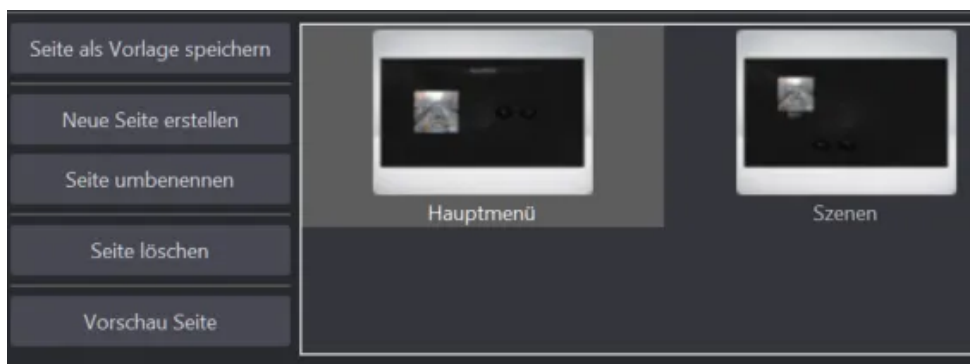 Seite als Vorlage speichern
Neue Seite erstellen
Seite umbenennen
Seite löschen
Vorschau Seite
Hauptmenü
Szenen